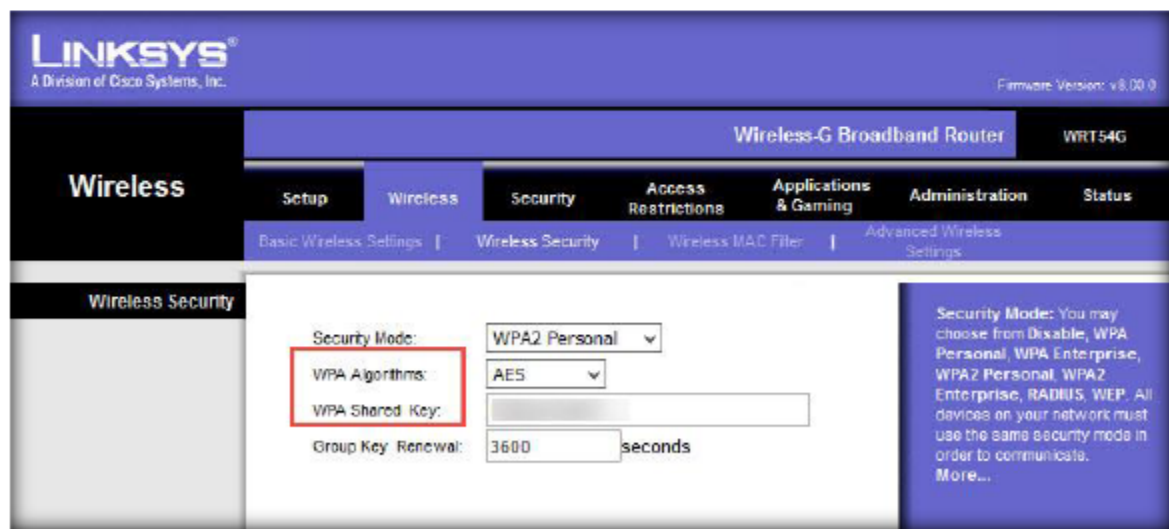 LINKSYS®
A Division of Cisco Systems, Inc.
Firmware Version: v8.00.0
Wireless-G Broadband Router WRT54G
Wireless
Setup Wireless Security Access Restrictions Applications & Gaming Administration Status
Basic Wireless Settings | Wireless Security | Wireless MAC Filter | Advanced Wireless Settings
Wireless Security
Security Mode: WPA2 Personal
WPA Algorithms: AES
WPA Shared Key:
Group Key Renewal: 3600 seconds
Security Mode: You may
choose from Disable, WPA
Personal, WPA Enterprise,
WPA2 Personal, WPA2
Enterprise, RADIUS, WEP. All
devices on your network must
use the same security mode in
order to communicate.
More...